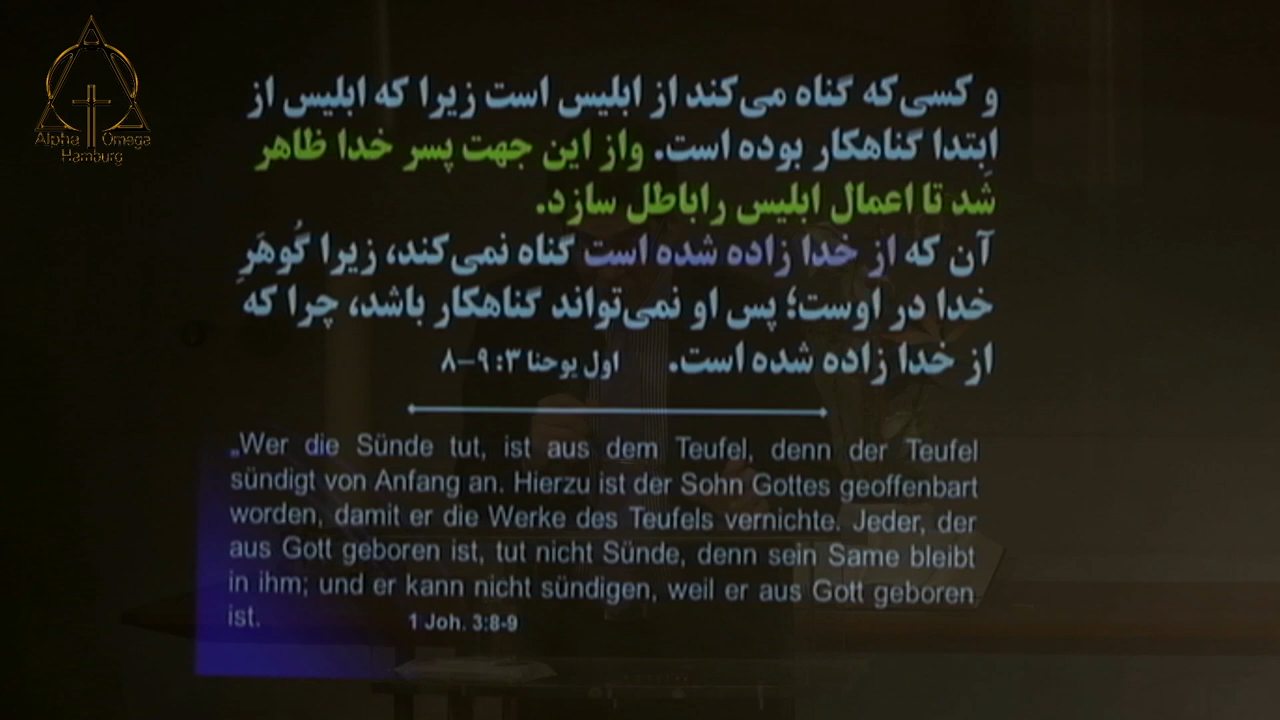 Alpha Omega
Hamburg
و کسی‌که گناه می‌کند از ابلیس است زیرا که ابلیس از
اِبتدا گناهکار بوده است. واز این جهت پسر خدا ظاهر
شد تا اعمال ابلیس راباطل سازد.
آن که از خدا زاده شده است گناه نمی‌کند، زیرا گُوهَرِ
خدا در اوست؛ پس او نمی‌تواند گناهکار باشد، چرا که
از خدا زاده شده است. اول یوحنا ۳: ۹–۸
„Wer die Sünde tut, ist aus dem Teufel, denn der Teufel
sündigt von Anfang an. Hierzu ist der Sohn Gottes geoffenbart
worden, damit er die Werke des Teufels vernichte. Jeder, der
aus Gott geboren ist, tut nicht Sünde, denn sein Same bleibt
in ihm; und er kann nicht sündigen, weil er aus Gott geboren
ist. 1 Joh. 3:8-9